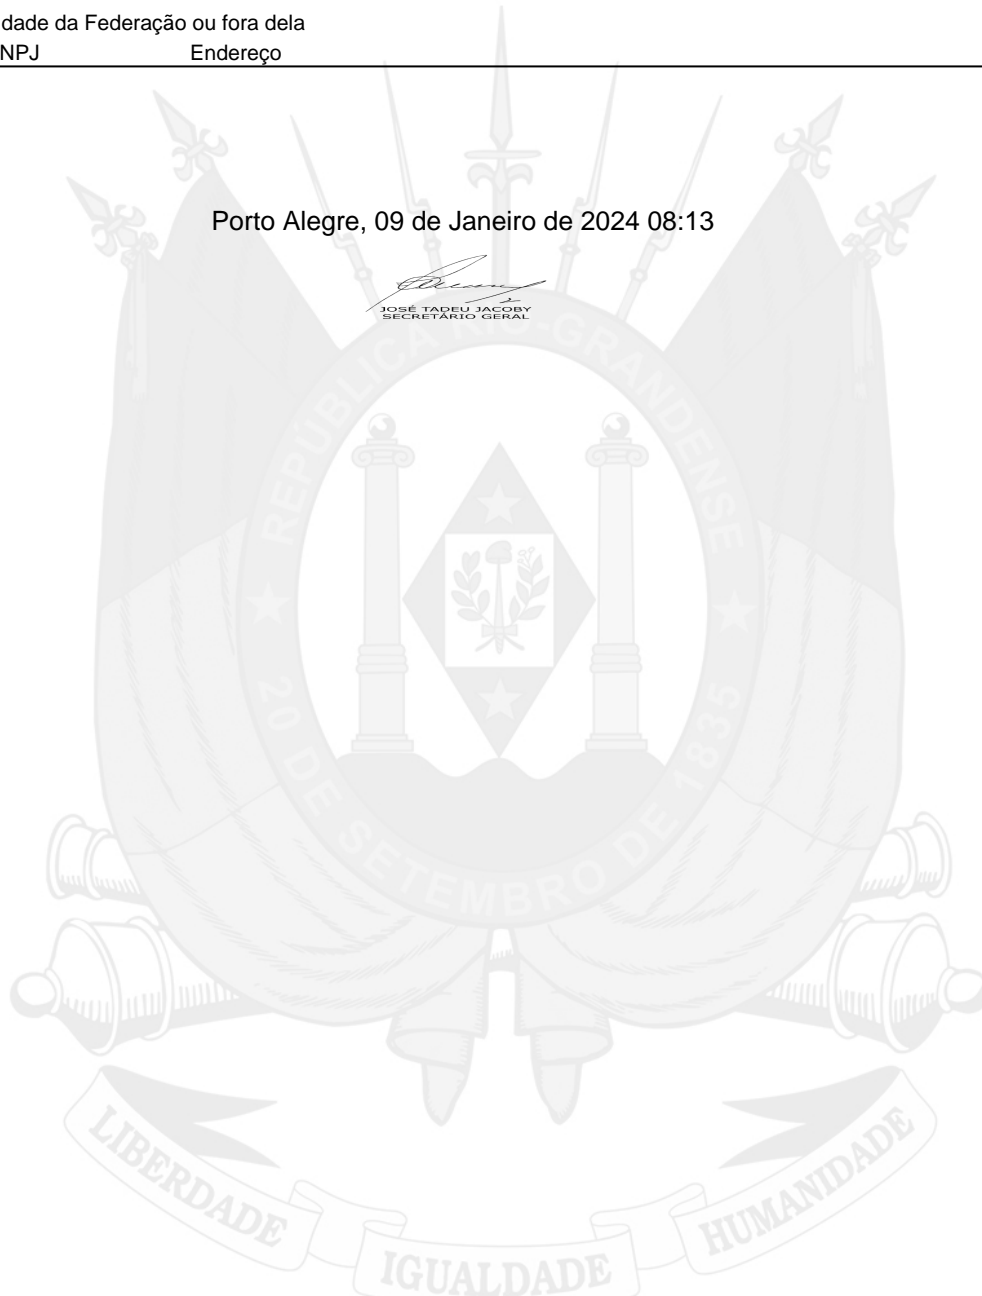 dade da Federação ou fora dela
NPJ Endereço
Porto Alegre, 09 de Janeiro de 2024 08:13
JOSÉ TADEU JACOBY
SECRETÁRIO GERAL
REPÚBLICA RIO-GRANDENSE
20 DE SETEMBRO DE 1835
LIBERDADE
IGUALDADE
HUMANIDADE